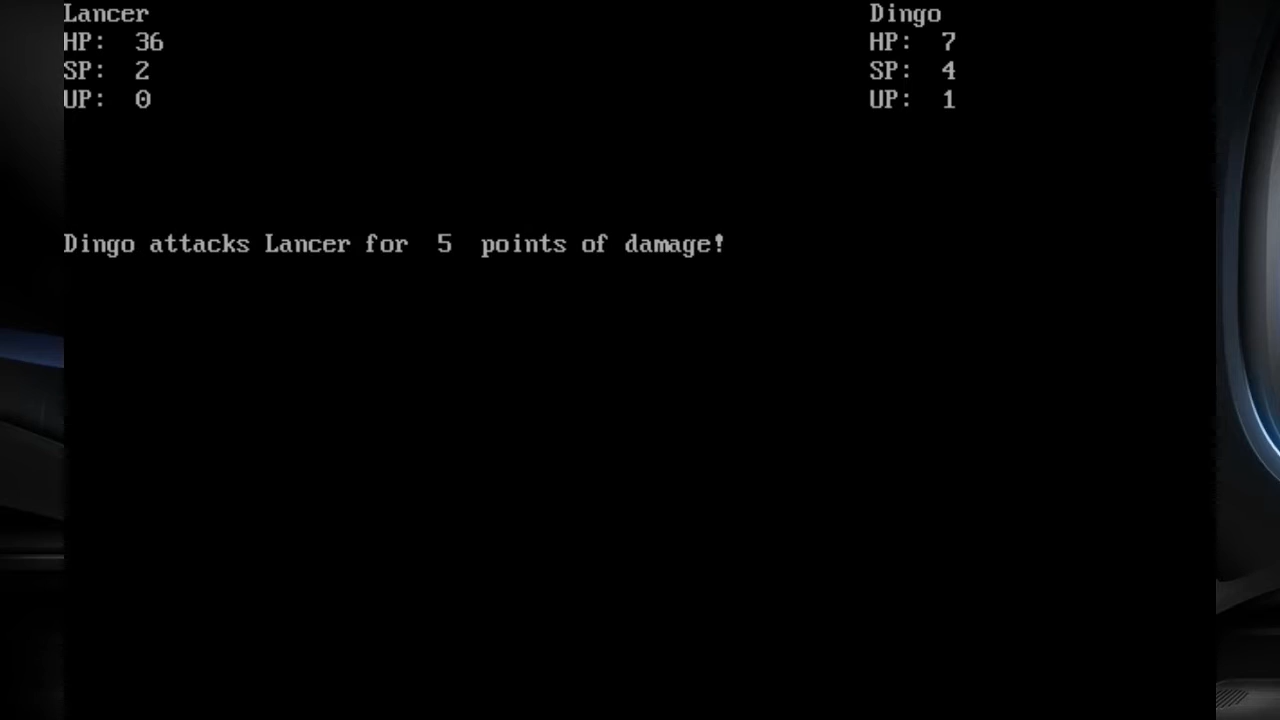 Lancer Dingo
HP: 36 HP: 7
SP: 2 SP: 4
UP: 0 UP: 1
Dingo attacks Lancer for 5 points of damage!